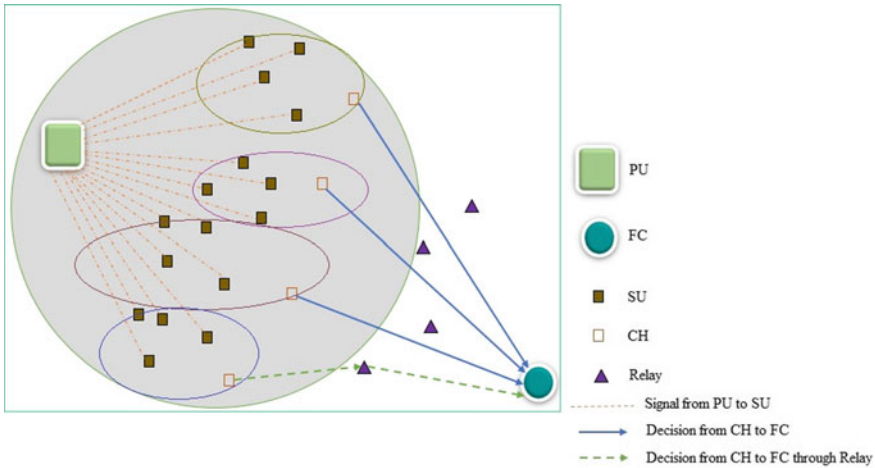 PU
FC
SU
CH
Relay
Signal from PU to SU
Decision from CH to FC
Decision from CH to FC through Relay